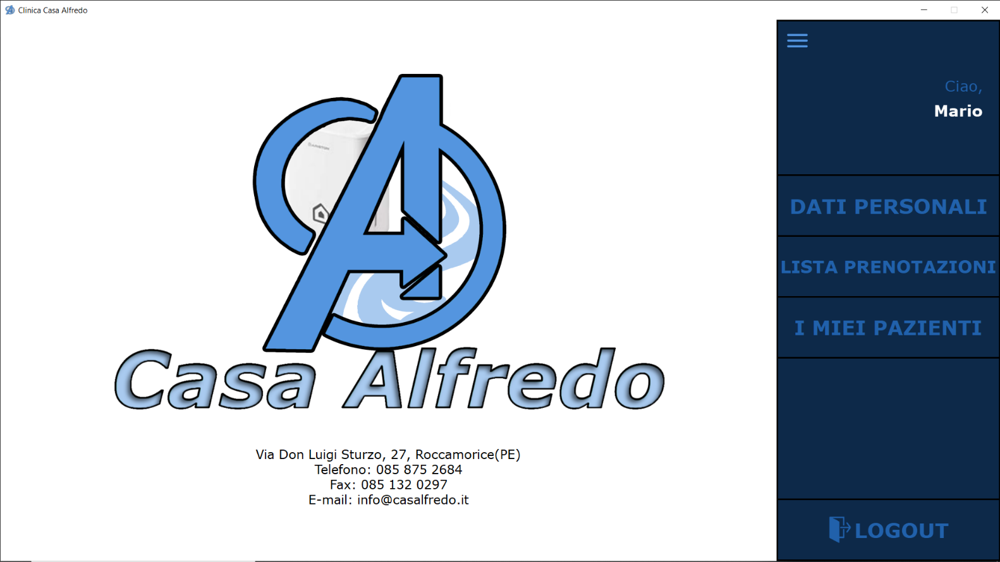 Clinica Casa Alfredo
Ciao,
Mario
DATI PERSONALI
LISTA PRENOTAZIONI
I MIEI PAZIENTI
LOGOUT
ARISTON
Casa Alfredo
Via Don Luigi Sturzo, 27, Roccamorice(PE)
Telefono: 085 875 2684
Fax: 085 132 0297
E-mail: info@casalfredo.it